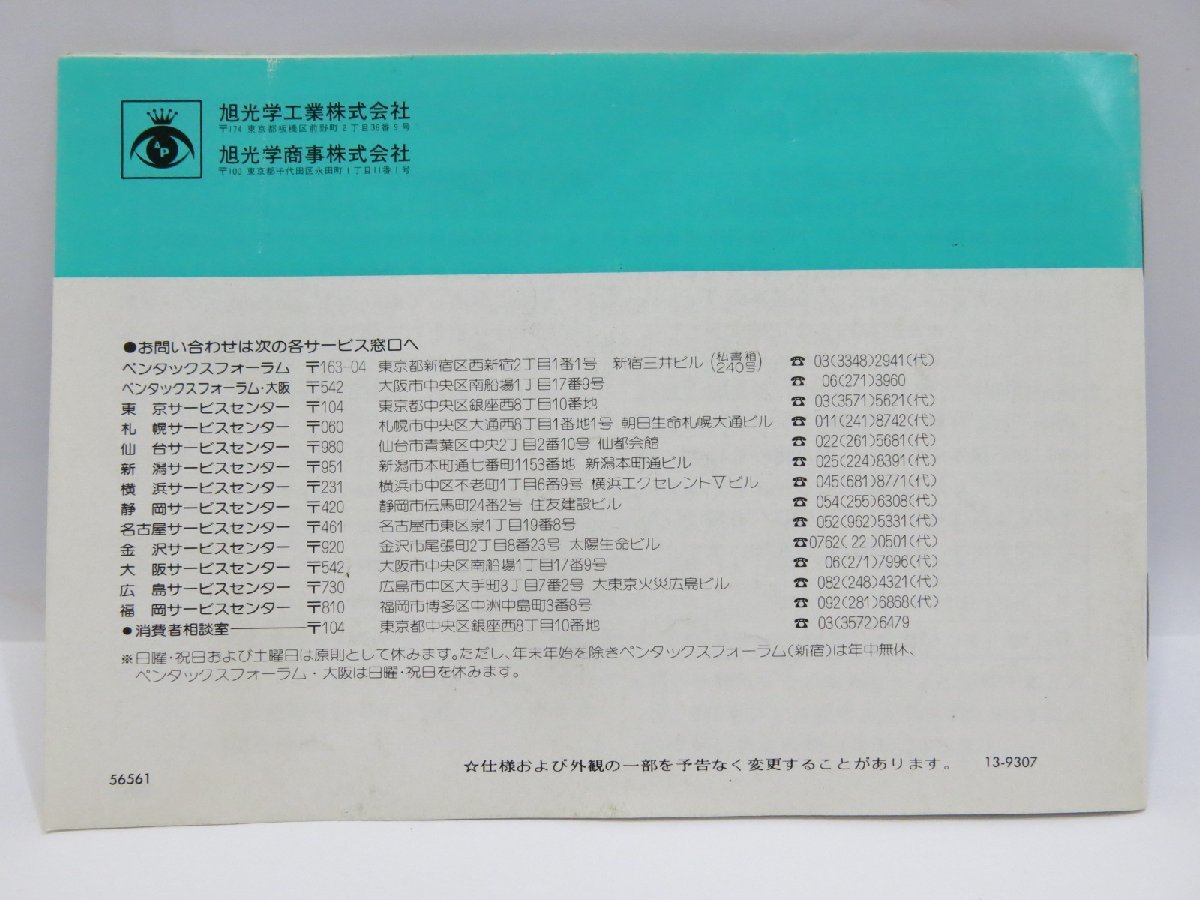 AP
旭光学工業株式会社
〒174 東京都板橋区前野町2丁目36番9号
旭光学商事株式会社
〒100 東京都千代田区永田町1丁目11番1号
●お問い合わせは次の各サービス窓口へ
ペンタックスフォーラム 〒163-04 東京都新宿区西新宿2丁目1番1号 新宿三井ビル(私書箱240号) ☎ 03(3348)2941(代)
ペンタックスフォーラム・大阪 〒542 大阪市中央区南船場1丁目17番9号 ☎ 06(271)3960
東京サービスセンター 〒104 東京都中央区銀座西8丁目10番地 ☎ 03(3571)5621(代)
札幌サービスセンター 〒060 札幌市中央区大通西8丁目1番地1号 朝日生命札幌大通ビル ☎ 011(241)8742(代)
仙台サービスセンター 〒980 仙台市青葉区中央2丁目2番10号 仙都会館 ☎ 022(261)5681(代)
新潟サービスセンター 〒951 新潟市本町通七番町1153番地 新潟本町通ビル ☎ 025(224)8391(代)
横浜サービスセンター 〒231 横浜市中区不老町1丁目6番9号 横浜エクセレントVビル ☎ 045(681)8771(代)
静岡サービスセンター 〒420 静岡市伝馬町24番2号 住友建設ビル ☎ 054(255)6308(代)
名古屋サービスセンター 〒461 名古屋市東区泉1丁目19番8号 ☎ 052(962)5331(代)
金沢サービスセンター 〒920 金沢市尾張町2丁目8番23号 太陽生命ビル ☎0762(22)0501(代)
大阪サービスセンター 〒542 大阪市中央区南船場1丁目17番9号 ☎ 06(271)7996(代)
広島サービスセンター 〒730 広島市中区大手町3丁目7番2号 大東京火災広島ビル ☎ 082(248)4321(代)
福岡サービスセンター 〒810 福岡市博多区中洲中島町3番8号 ☎ 092(281)6868(代)
●消費者相談室────〒104 東京都中央区銀座西8丁目10番地 ☎ 03(3572)6479
※日曜・祝日および土曜日は原則として休みます。ただし、年末年始を除きペンタックスフォーラム(新宿)は年中無休、
ペンタックスフォーラム・大阪は日曜・祝日を休みます。
☆仕様および外観の一部を予告なく変更することがあります。 13-9307
56561